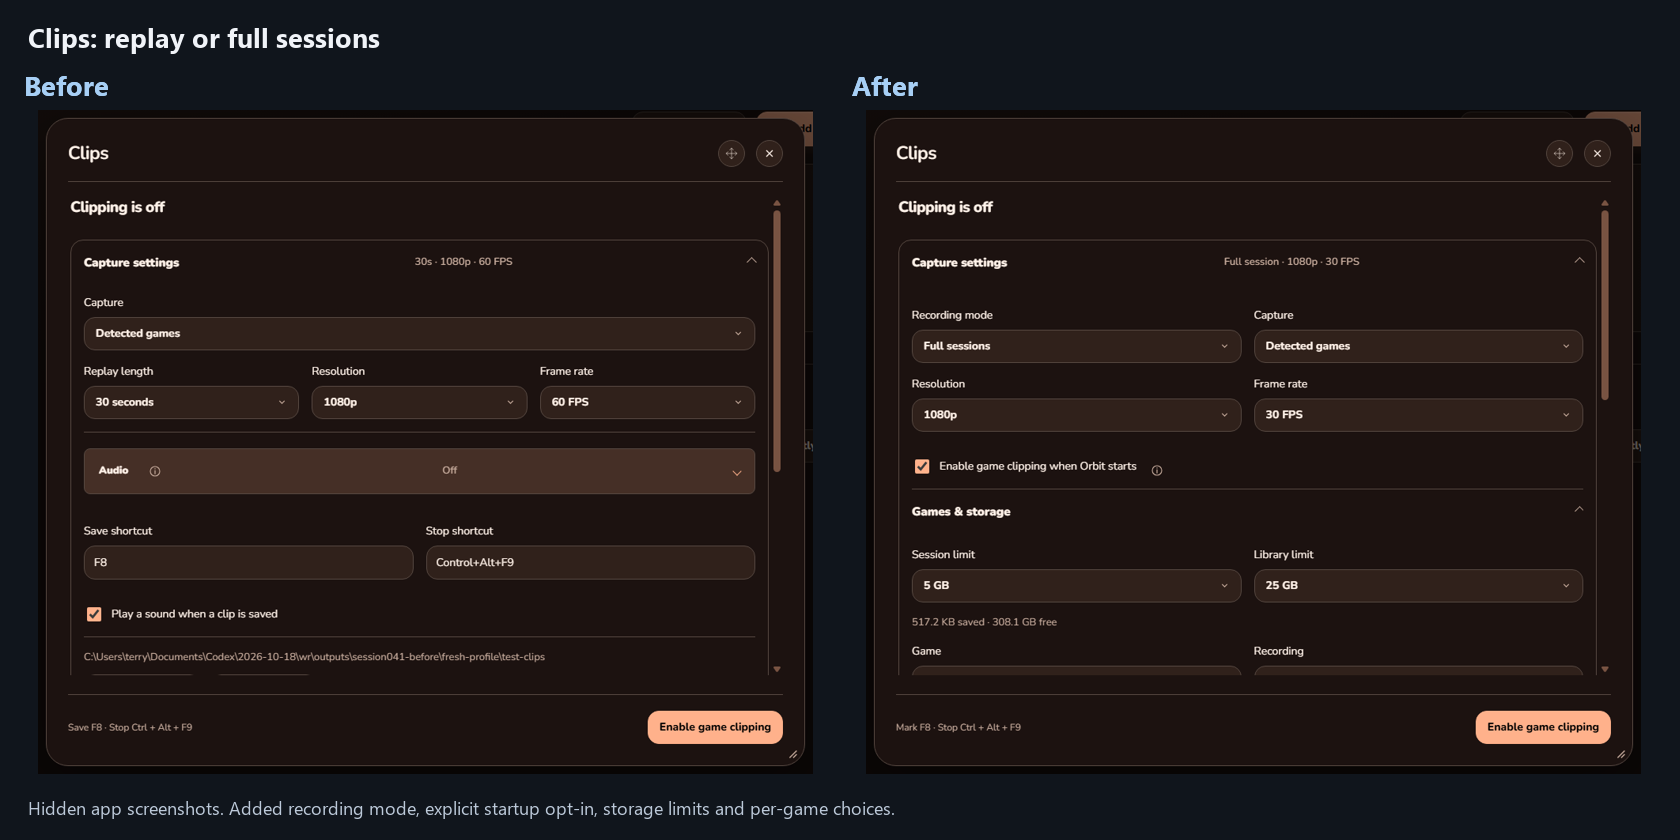 Clips: replay or full sessions
Before
Clips
Clipping is off
Capture settings 30s · 1080p · 60 FPS
Capture
Detected games
Replay length Resolution Frame rate
30 seconds 1080p 60 FPS
Audio Off
Save shortcut Stop shortcut
F8 Control+Alt+F9
Play a sound when a clip is saved
C:\Users\terry\Documents\Codex\2026-10-18\wr\outputs\session041-before\fresh-profile\test-clips
Save F8 · Stop Ctrl + Alt + F9
Enable game clipping
After
Clips
Clipping is off
Capture settings Full session · 1080p · 30 FPS
Recording mode Capture
Full sessions Detected games
Resolution Frame rate
1080p 30 FPS
Enable game clipping when Orbit starts
Games & storage
Session limit Library limit
5 GB 25 GB
517.2 KB saved · 308.1 GB free
Game Recording
Mark F8 · Stop Ctrl + Alt + F9
Enable game clipping
Hidden app screenshots. Added recording mode, explicit startup opt-in, storage limits and per-game choices.